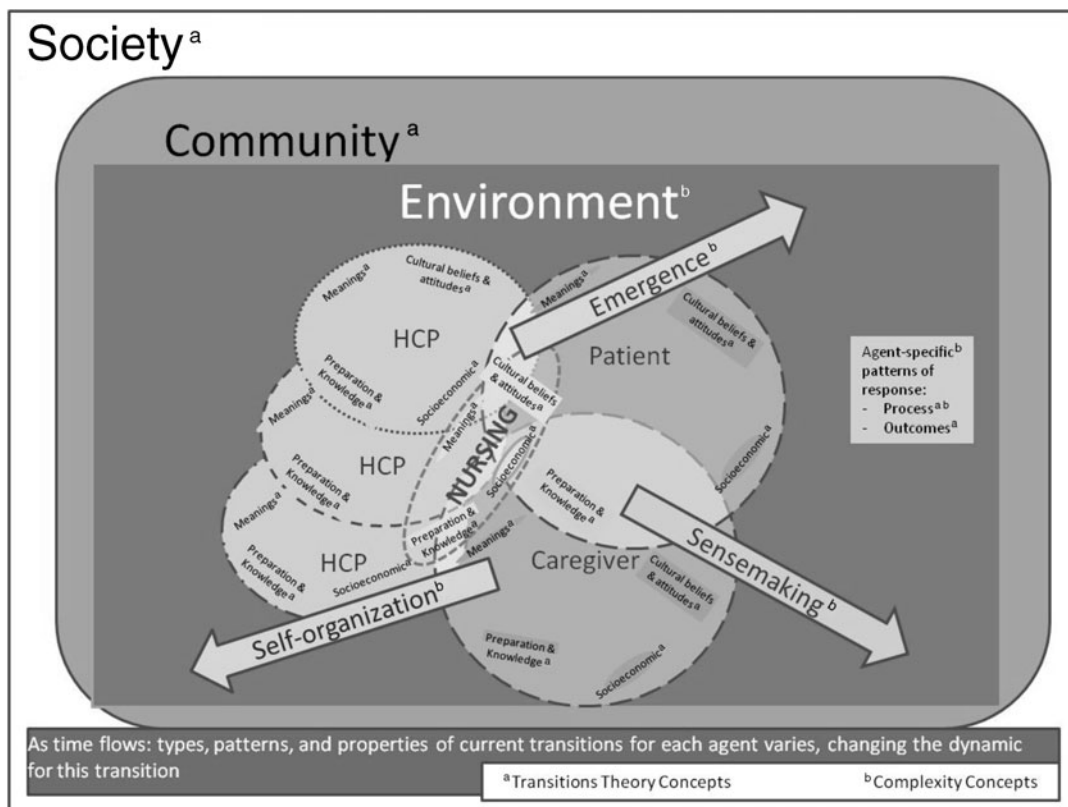 Society a
Community a
Environment b
Emergence b
Meanings a
Cultural beliefs &
attitudes a
HCP
Preparation &
Knowledge a
Socioeconomic a
Meanings a
Cultural beliefs &
attitudes a
Patient
Socioeconomic a
Agent-specific b
patterns of
response:
- Process a b
- Outcomes a
Meanings a
HCP
Preparation &
Knowledge a
Cultural beliefs
& attitudes a
Meanings a
NURSING
Socioeconomic a
Preparation &
Knowledge a
Preparation &
Knowledge a
Meanings a
HCP
Preparation &
Knowledge a
Socioeconomic a
Meanings a
Caregiver
Cultural beliefs
& attitudes a
Preparation &
Knowledge a
Socioeconomic a
Sensemaking b
Self-organization b
As time flows: types, patterns, and properties of current transitions for each agent varies, changing the dynamic
for this transition
a Transitions Theory Concepts
b Complexity Concepts